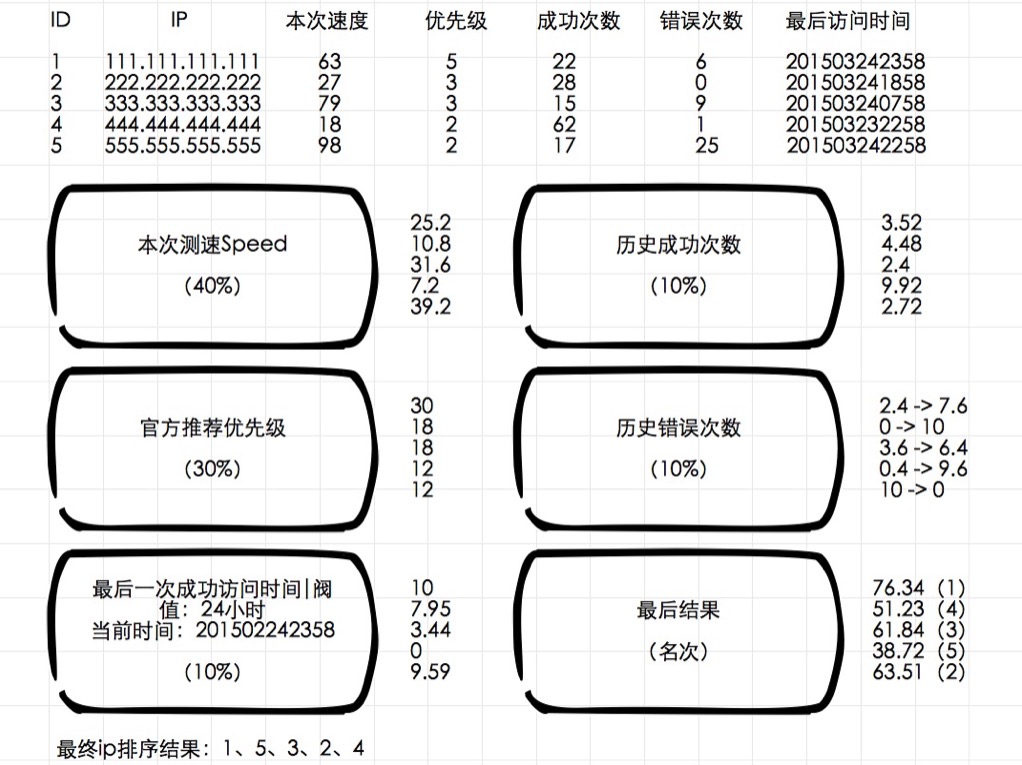 ID IP 本次速度 优先级 成功次数 错误次数 最后访问时间
1 111.111.111.111 63 5 22 6 201503242358
2 222.222.222.222 27 3 28 0 201503241858
3 333.333.333.333 79 3 15 9 201503240758
4 444.444.444.444 18 2 62 1 201503232258
5 555.555.555.555 98 2 17 25 201503242258
本次测速Speed
(40%)
25.2
10.8
31.6
7.2
39.2
历史成功次数
(10%)
3.52
4.48
2.4
9.92
2.72
官方推荐优先级
(30%)
30
18
18
12
12
历史错误次数
(10%)
2.4 -> 7.6
0 -> 10
3.6 -> 6.4
0.4 -> 9.6
10 -> 0
最后一次成功访问时间|阀
值：24小时
当前时间：201502242358
(10%)
10
7.95
3.44
0
9.59
最后结果
(名次)
76.34 (1)
51.23 (4)
61.84 (3)
38.72 (5)
63.51 (2)
最终ip排序结果：1、5、3、2、4